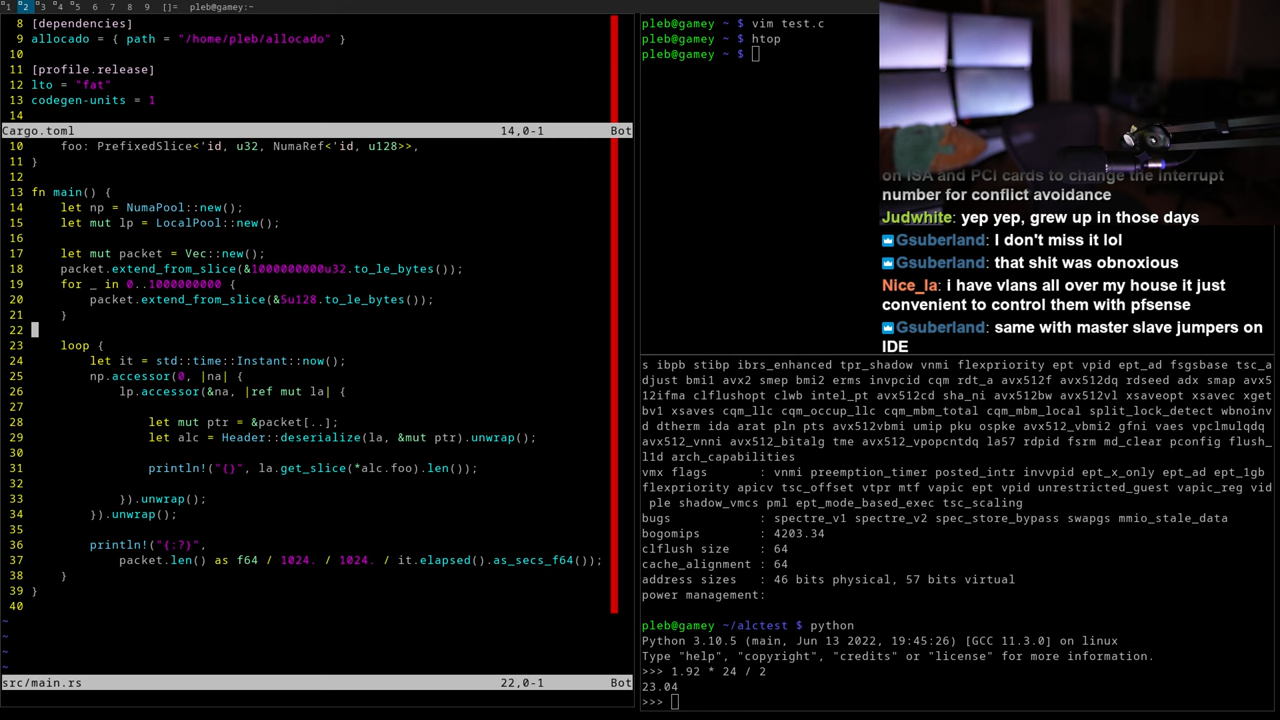 1 2 3 4 5 6 7 8 9 []= pleb@gamey:~
8 [dependencies]
9 allocado = { path = "/home/pleb/allocado" }
10
11 [profile.release]
12 lto = "fat"
13 codegen-units = 1
14
Cargo.toml 14,0-1 Bot
10 foo: PrefixedSlice<'id, u32, NumaRef<'id, u128>>,
11 }
12
13 fn main() {
14 let np = NumaPool::new();
15 let mut lp = LocalPool::new();
16
17 let mut packet = Vec::new();
18 packet.extend_from_slice(&1000000000u32.to_le_bytes());
19 for _ in 0..1000000000 {
20 packet.extend_from_slice(&5u128.to_le_bytes());
21 }
22
23 loop {
24 let it = std::time::Instant::now();
25 np.accessor(0, |na| {
26 lp.accessor(&na, |ref mut la| {
27
28 let mut ptr = &packet[..];
29 let alc = Header::deserialize(la, &mut ptr).unwrap();
30
31 println!("{}", la.get_slice(*alc.foo).len());
32
33 }).unwrap();
34 }).unwrap();
35
36 println!("{:?}",
37 packet.len() as f64 / 1024. / 1024. / it.elapsed().as_secs_f64());
38 }
39 }
40
~
~
~
~
src/main.rs 22,0-1 Bot
pleb@gamey ~ $ vim test.c
pleb@gamey ~ $ htop
pleb@gamey ~ $
on ISA and PCI cards to change the interrupt
number for conflict avoidance
Judwhite: yep yep, grew up in those days
Gsuberland: I don't miss it lol
Gsuberland: that shit was obnoxious
Nice_la: i have vlans all over my house it just
convenient to control them with pfsense
Gsuberland: same with master slave jumpers on
IDE
s ibpb stibp ibrs_enhanced tpr_shadow vnmi flexpriority ept vpid ept_ad fsgsbase tsc_a
djust bmi1 avx2 smep bmi2 erms invpcid cqm rdt_a avx512f avx512dq rdseed adx smap avx5
12ifma clflushopt clwb intel_pt avx512cd sha_ni avx512bw avx512vl xsaveopt xsavec xget
bv1 xsaves cqm_llc cqm_occup_llc cqm_mbm_total cqm_mbm_local split_lock_detect wbnoinv
d dtherm ida arat pln pts avx512vbmi umip pku ospke avx512_vbmi2 gfni vaes vpclmulqdq
avx512_vnni avx512_bitalg tme avx512_vpopcntdq la57 rdpid fsrm md_clear pconfig flush_
l1d arch_capabilities
vmx flags : vnmi preemption_timer posted_intr invvpid ept_x_only ept_ad ept_1gb
flexpriority apicv tsc_offset vtpr mtf vapic ept vpid unrestricted_guest vapic_reg vid
ple shadow_vmcs pml ept_mode_based_exec tsc_scaling
bugs : spectre_v1 spectre_v2 spec_store_bypass swapgs mmio_stale_data
bogomips : 4203.34
clflush size : 64
cache_alignment : 64
address sizes : 46 bits physical, 57 bits virtual
power management:
pleb@gamey ~/alctest $ python
Python 3.10.5 (main, Jun 13 2022, 19:45:26) [GCC 11.3.0] on linux
Type "help", "copyright", "credits" or "license" for more information.
>>> 1.92 * 24 / 2
23.04
>>>